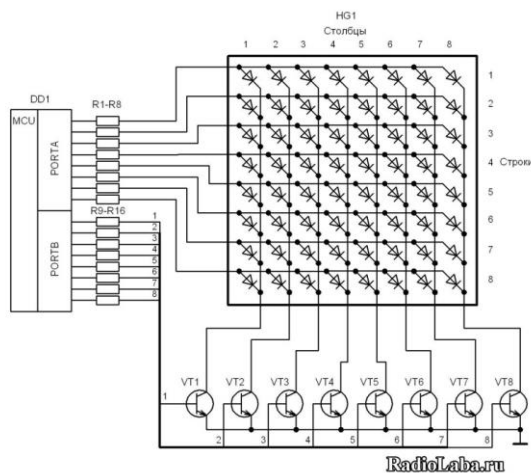 HG1
Столбцы
1 2 3 4 5 6 7 8
DD1
MCU
PORTA
PORTB
R1-R8
R9-R16
1
2
3
4
5
6
7
8
1
2
3
4 Строки
5
6
7
8
VT1 VT2 VT3 VT4 VT5 VT6 VT7 VT8
1 2 3 4 5 6 7 8
RadioLaba.ru